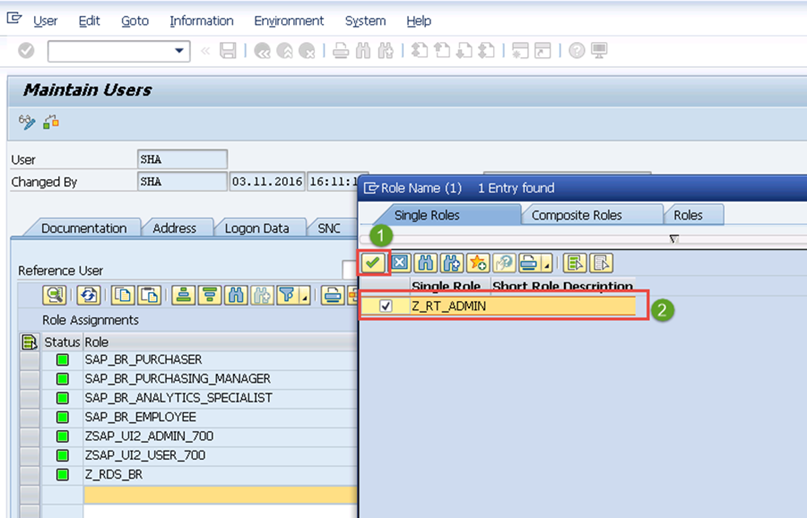 User Edit Goto Information Environment System Help
Maintain Users
User SHA
Changed By SHA 03.11.2016 16:11:1
Role Name (1) 1 Entry found
Single Roles Composite Roles Roles
Documentation Address Logon Data SNC
1
Reference User
Single Role Short Role Description
Z_RT_ADMIN
2
Role Assignments
Status Role
SAP_BR_PURCHASER
SAP_BR_PURCHASING_MANAGER
SAP_BR_ANALYTICS_SPECIALIST
SAP_BR_EMPLOYEE
ZSAP_UI2_ADMIN_700
ZSAP_UI2_USER_700
Z_RDS_BR